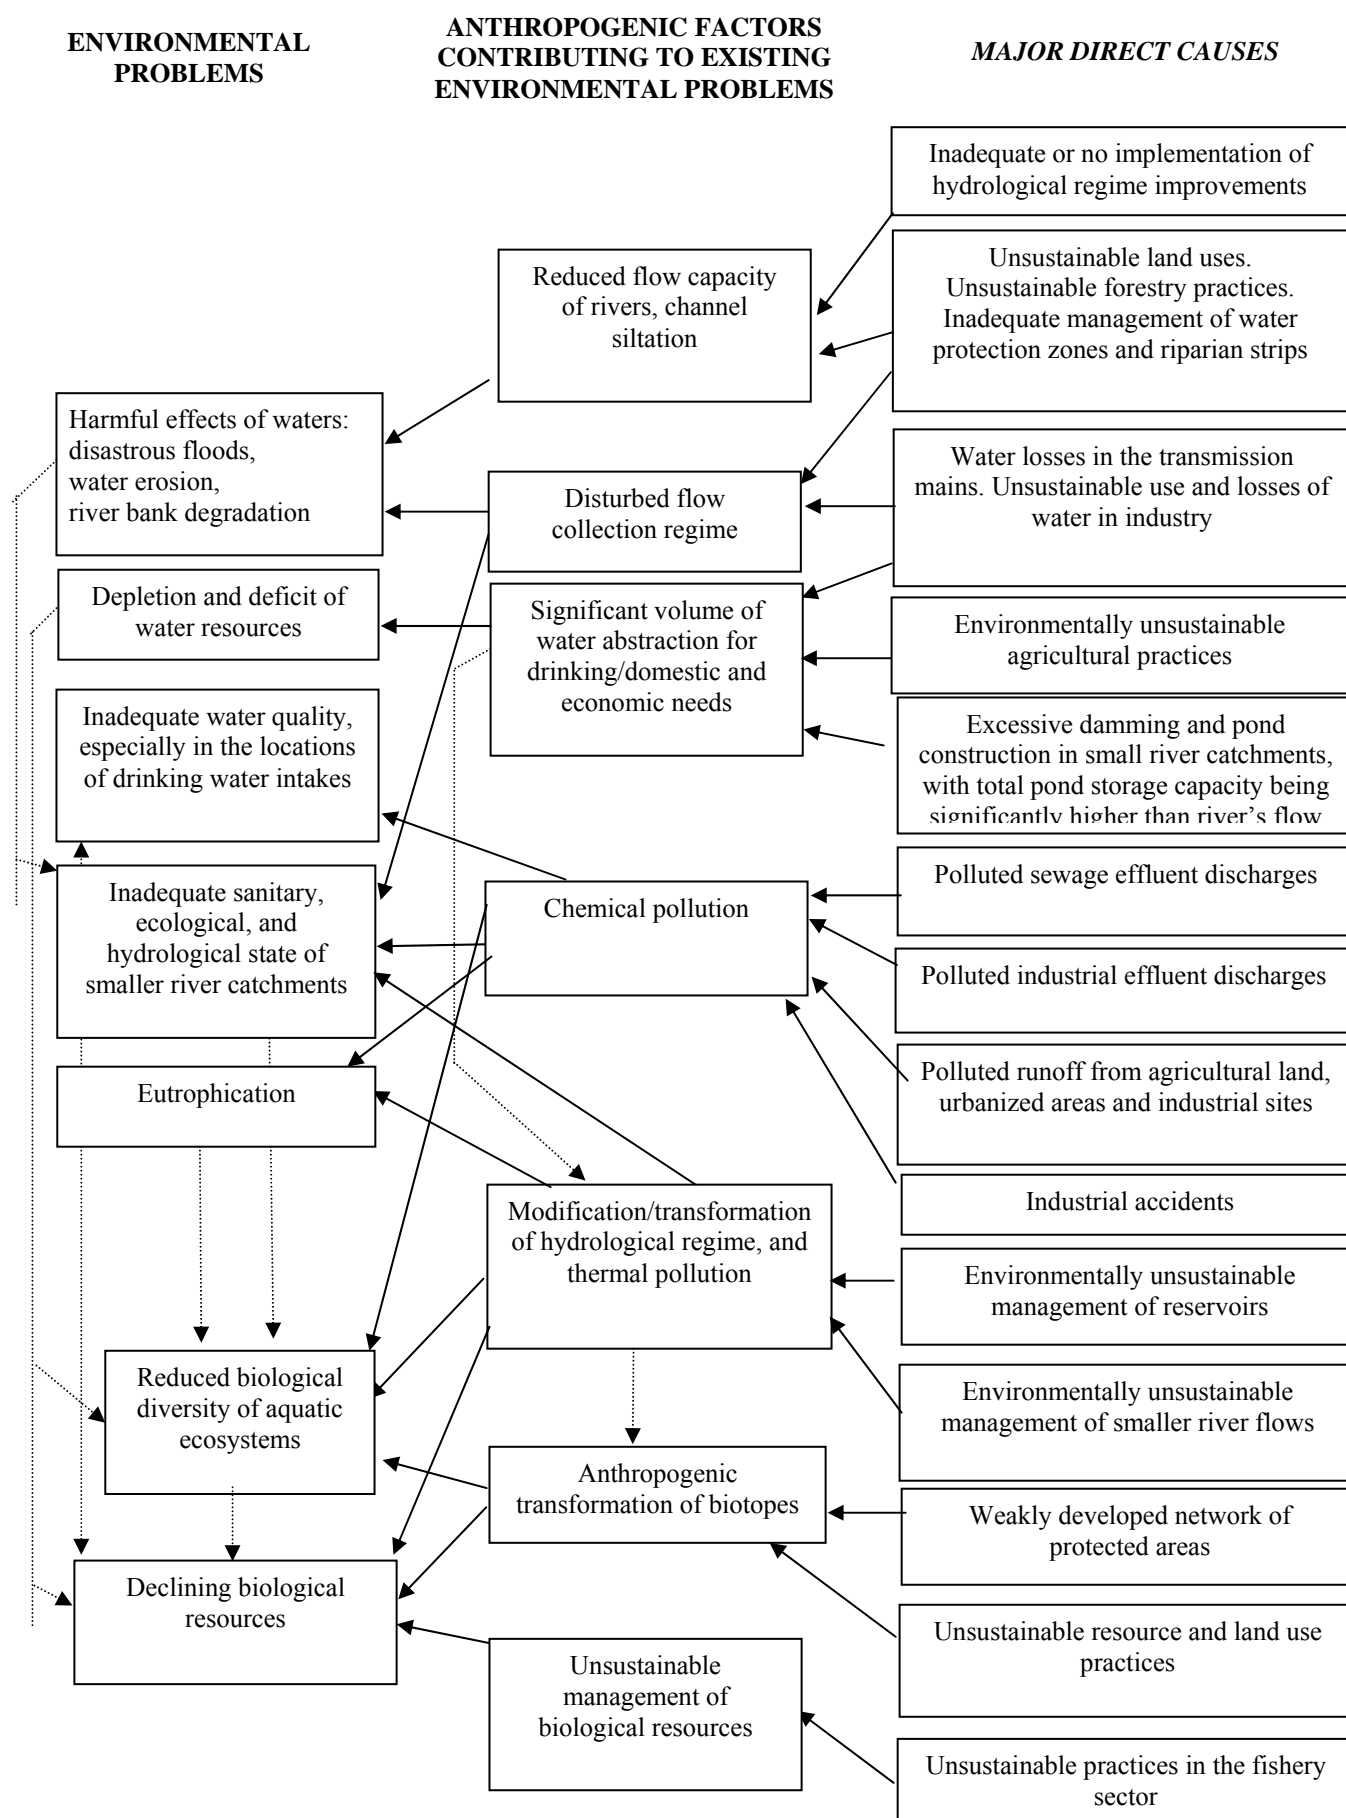 ENVIRONMENTAL
PROBLEMS
ANTHROPOGENIC FACTORS
CONTRIBUTING TO EXISTING
ENVIRONMENTAL PROBLEMS
MAJOR DIRECT CAUSES
Harmful effects of waters:
disastrous floods,
water erosion,
river bank degradation
Depletion and deficit of
water resources
Inadequate water quality,
especially in the locations
of drinking water intakes
Inadequate sanitary,
ecological, and
hydrological state of
smaller river catchments
Eutrophication
Reduced biological
diversity of aquatic
ecosystems
Declining biological
resources
Reduced flow capacity
of rivers, channel
siltation
Disturbed flow
collection regime
Significant volume of
water abstraction for
drinking/domestic and
economic needs
Chemical pollution
Modification/transformation
of hydrological regime, and
thermal pollution
Anthropogenic
transformation of biotopes
Unsustainable
management of
biological resources
Inadequate or no implementation of
hydrological regime improvements
Unsustainable land uses.
Unsustainable forestry practices.
Inadequate management of water
protection zones and riparian strips
Water losses in the transmission
mains. Unsustainable use and losses of
water in industry
Environmentally unsustainable
agricultural practices
Excessive damming and pond
construction in small river catchments,
with total pond storage capacity being
significantly higher than river's flow
Polluted sewage effluent discharges
Polluted industrial effluent discharges
Polluted runoff from agricultural land,
urbanized areas and industrial sites
Industrial accidents
Environmentally unsustainable
management of reservoirs
Environmentally unsustainable
management of smaller river flows
Weakly developed network of
protected areas
Unsustainable resource and land use
practices
Unsustainable practices in the fishery
sector